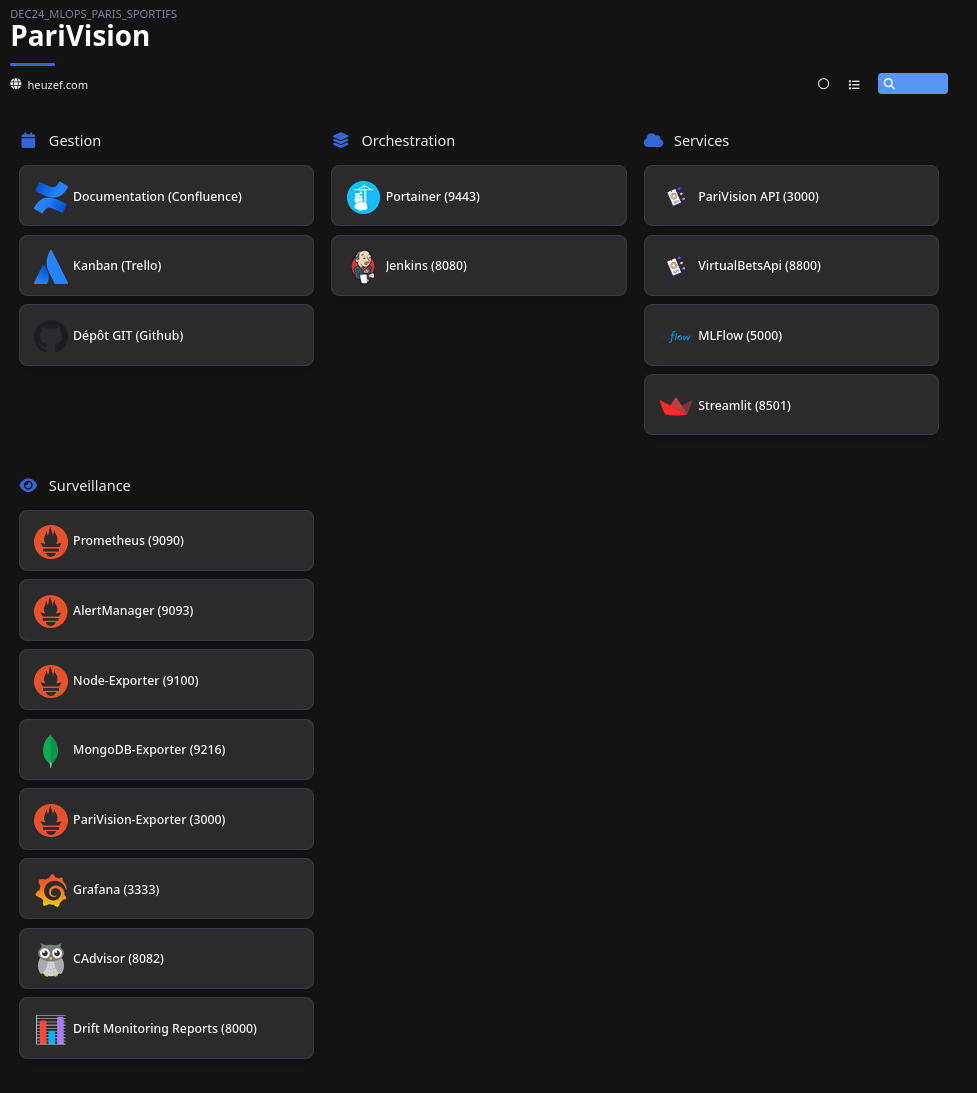 DEC24_MLOPS_PARIS_SPORTIFS
PariVision
heuzef.com
Gestion
Documentation (Confluence)
Kanban (Trello)
Dépôt GIT (Github)
Orchestration
Portainer (9443)
Jenkins (8080)
Services
PariVision API (3000)
VirtualBetsApi (8800)
flow
MLFlow (5000)
Streamlit (8501)
Surveillance
Prometheus (9090)
AlertManager (9093)
Node-Exporter (9100)
MongoDB-Exporter (9216)
PariVision-Exporter (3000)
Grafana (3333)
CAdvisor (8082)
Drift Monitoring Reports (8000)